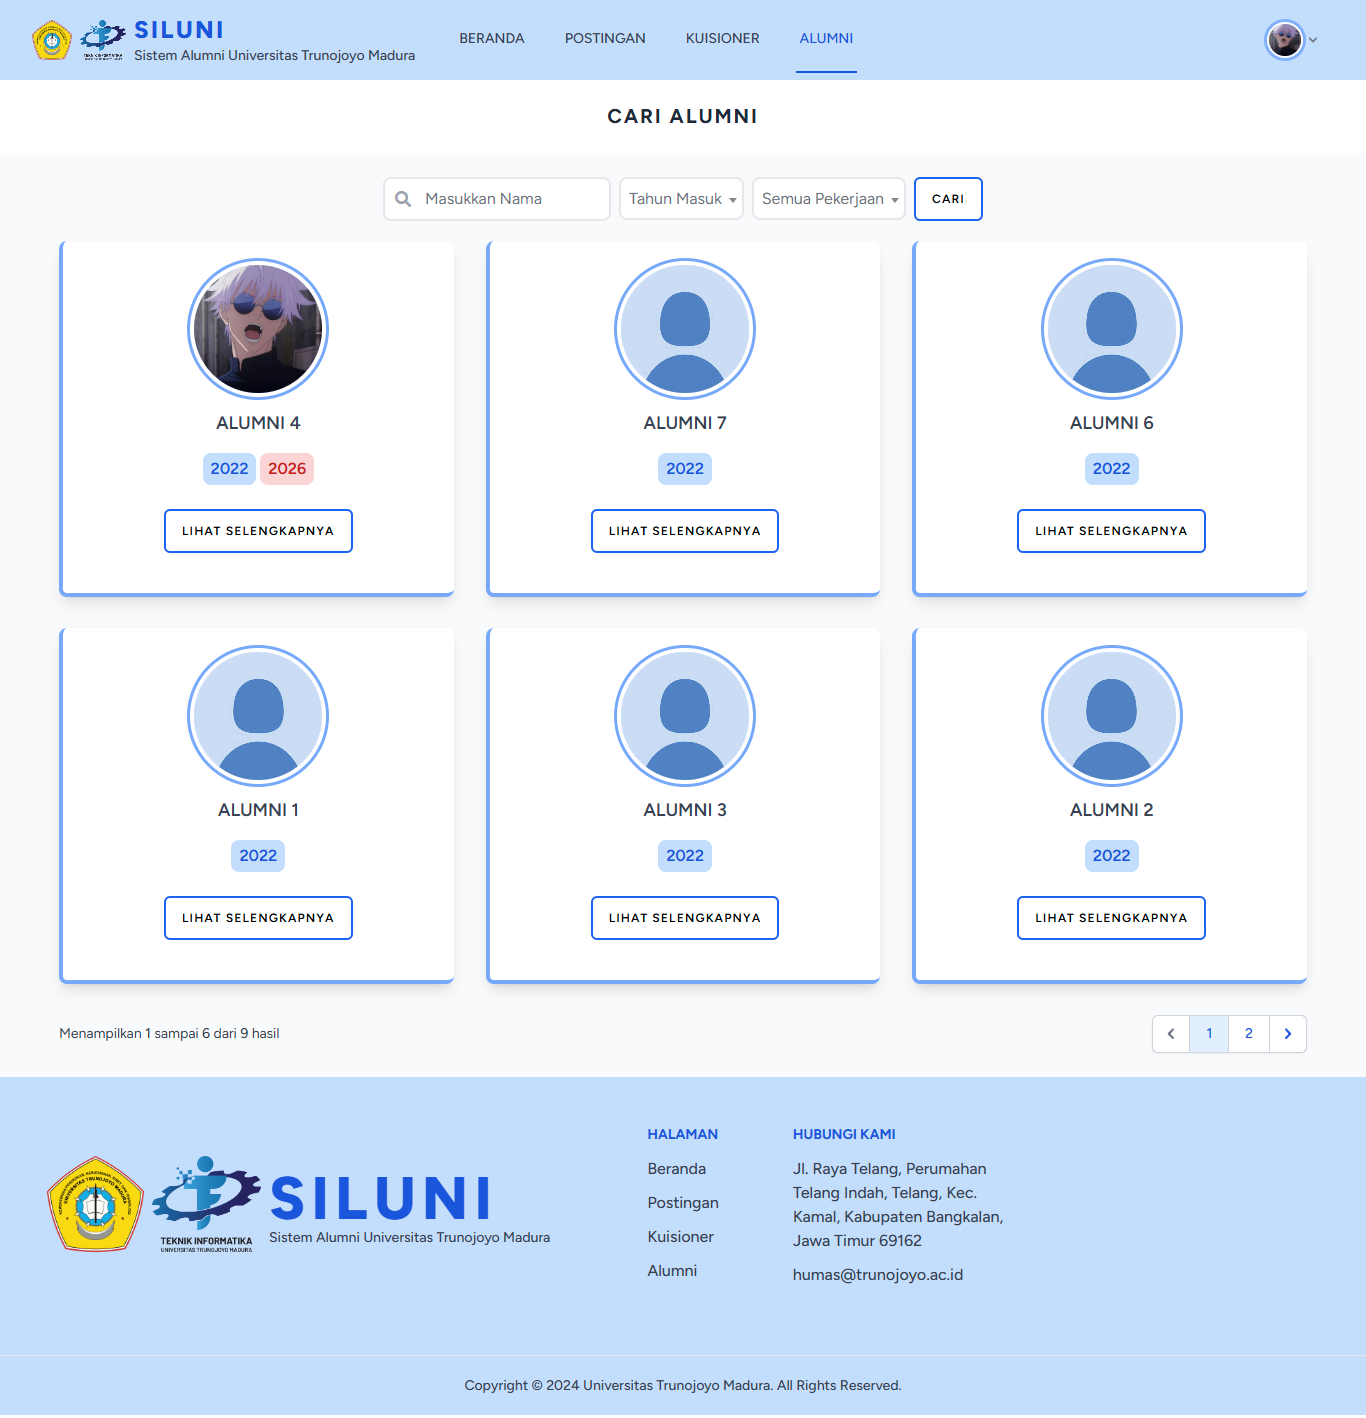 SILUNI
Sistem Alumni Universitas Trunojoyo Madura
BERANDA
POSTINGAN
KUISIONER
ALUMNI
CARI ALUMNI
Masukkan Nama
Tahun Masuk
Semua Pekerjaan
CARI
ALUMNI 4
2022 2026
LIHAT SELENGKAPNYA
ALUMNI 7
2022
LIHAT SELENGKAPNYA
ALUMNI 6
2022
LIHAT SELENGKAPNYA
ALUMNI 1
2022
LIHAT SELENGKAPNYA
ALUMNI 3
2022
LIHAT SELENGKAPNYA
ALUMNI 2
2022
LIHAT SELENGKAPNYA
Menampilkan 1 sampai 6 dari 9 hasil
1
2
TEKNIK INFORMATIKA
UNIVERSITAS TRUNOJOYO MADURA
SILUNI
Sistem Alumni Universitas Trunojoyo Madura
HALAMAN
Beranda
Postingan
Kuisioner
Alumni
HUBUNGI KAMI
Jl. Raya Telang, Perumahan
Telang Indah, Telang, Kec.
Kamal, Kabupaten Bangkalan,
Jawa Timur 69162
humas@trunojoyo.ac.id
Copyright © 2024 Universitas Trunojoyo Madura. All Rights Reserved.